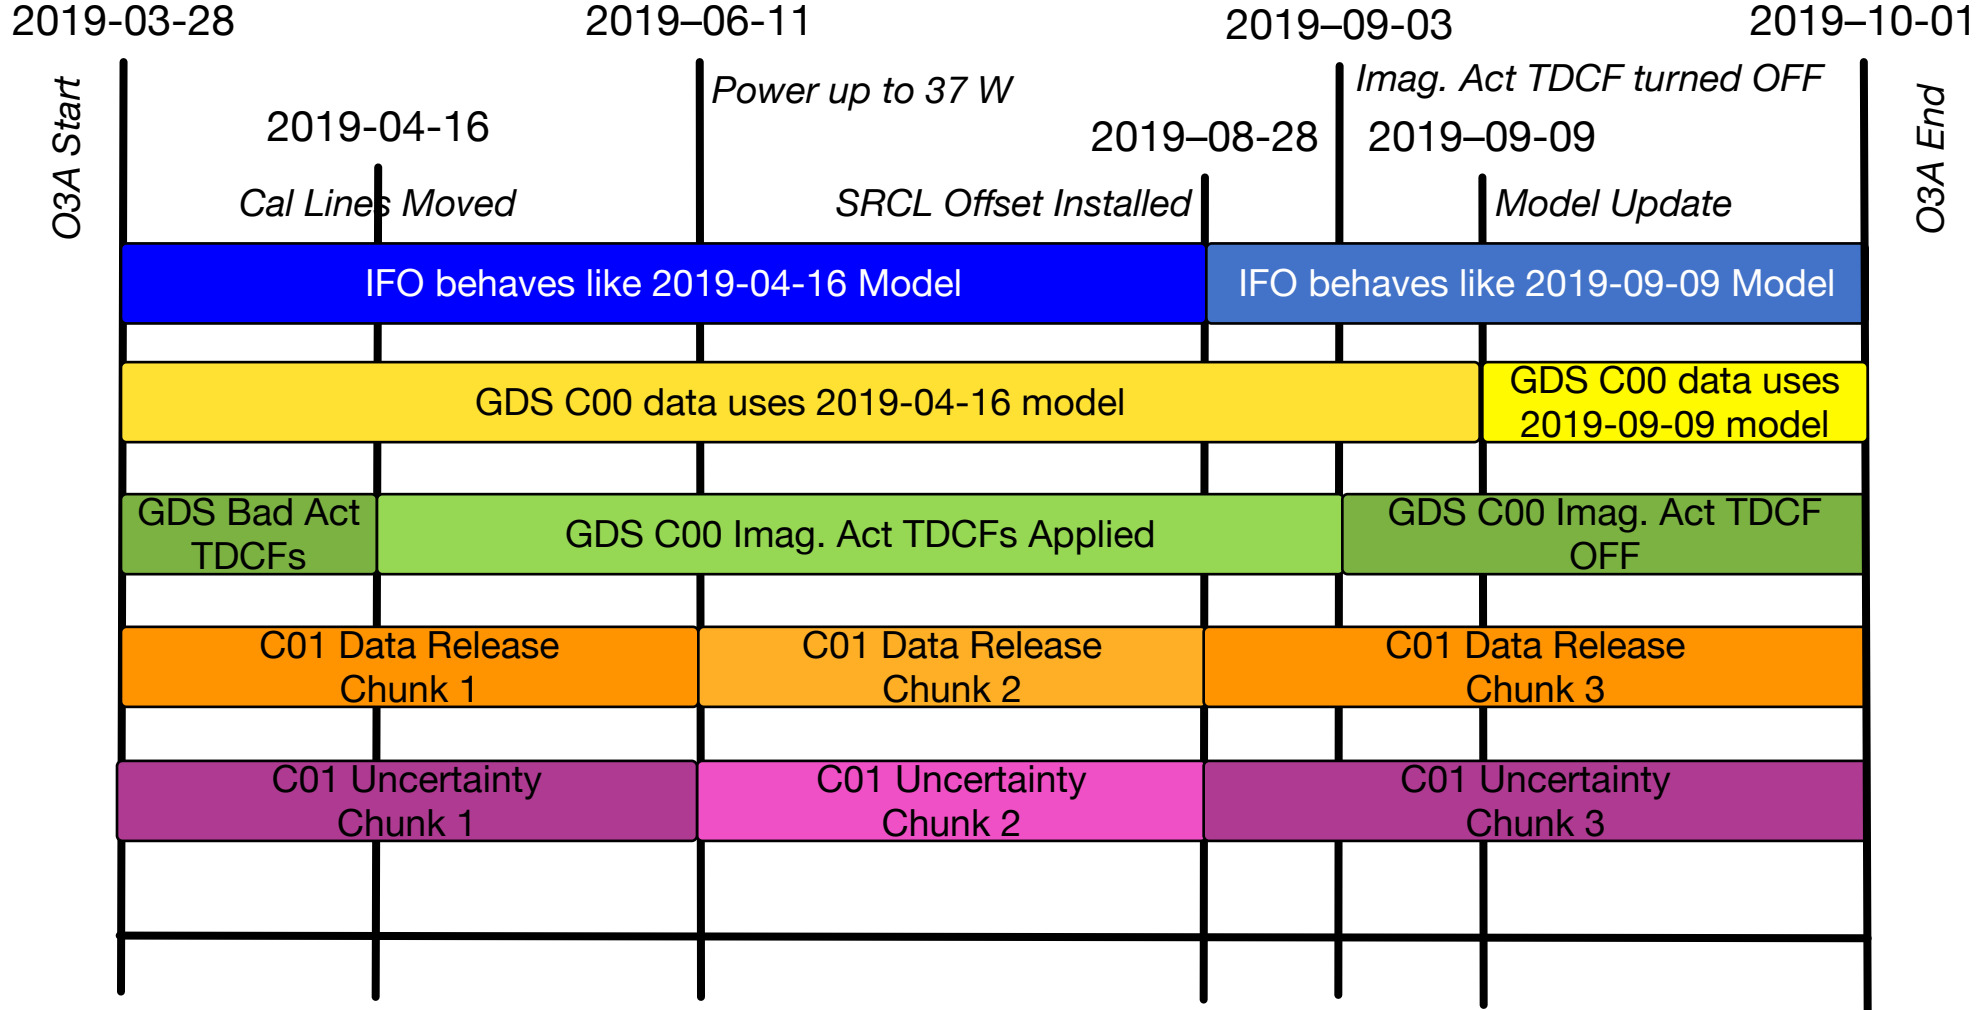 2019-03-28
2019–06-11
2019–09-03
2019–10-01
O3A Start
Power up to 37 W
Imag. Act TDCF turned OFF
O3A End
2019-04-16
2019–08-28
2019–09-09
Cal Lines Moved
SRCL Offset Installed
Model Update
IFO behaves like 2019-04-16 Model
IFO behaves like 2019-09-09 Model
GDS C00 data uses 2019-04-16 model
GDS C00 data uses
2019-09-09 model
GDS Bad Act
TDCFs
GDS C00 Imag. Act TDCFs Applied
GDS C00 Imag. Act TDCF
OFF
C01 Data Release
Chunk 1
C01 Data Release
Chunk 2
C01 Data Release
Chunk 3
C01 Uncertainty
Chunk 1
C01 Uncertainty
Chunk 2
C01 Uncertainty
Chunk 3